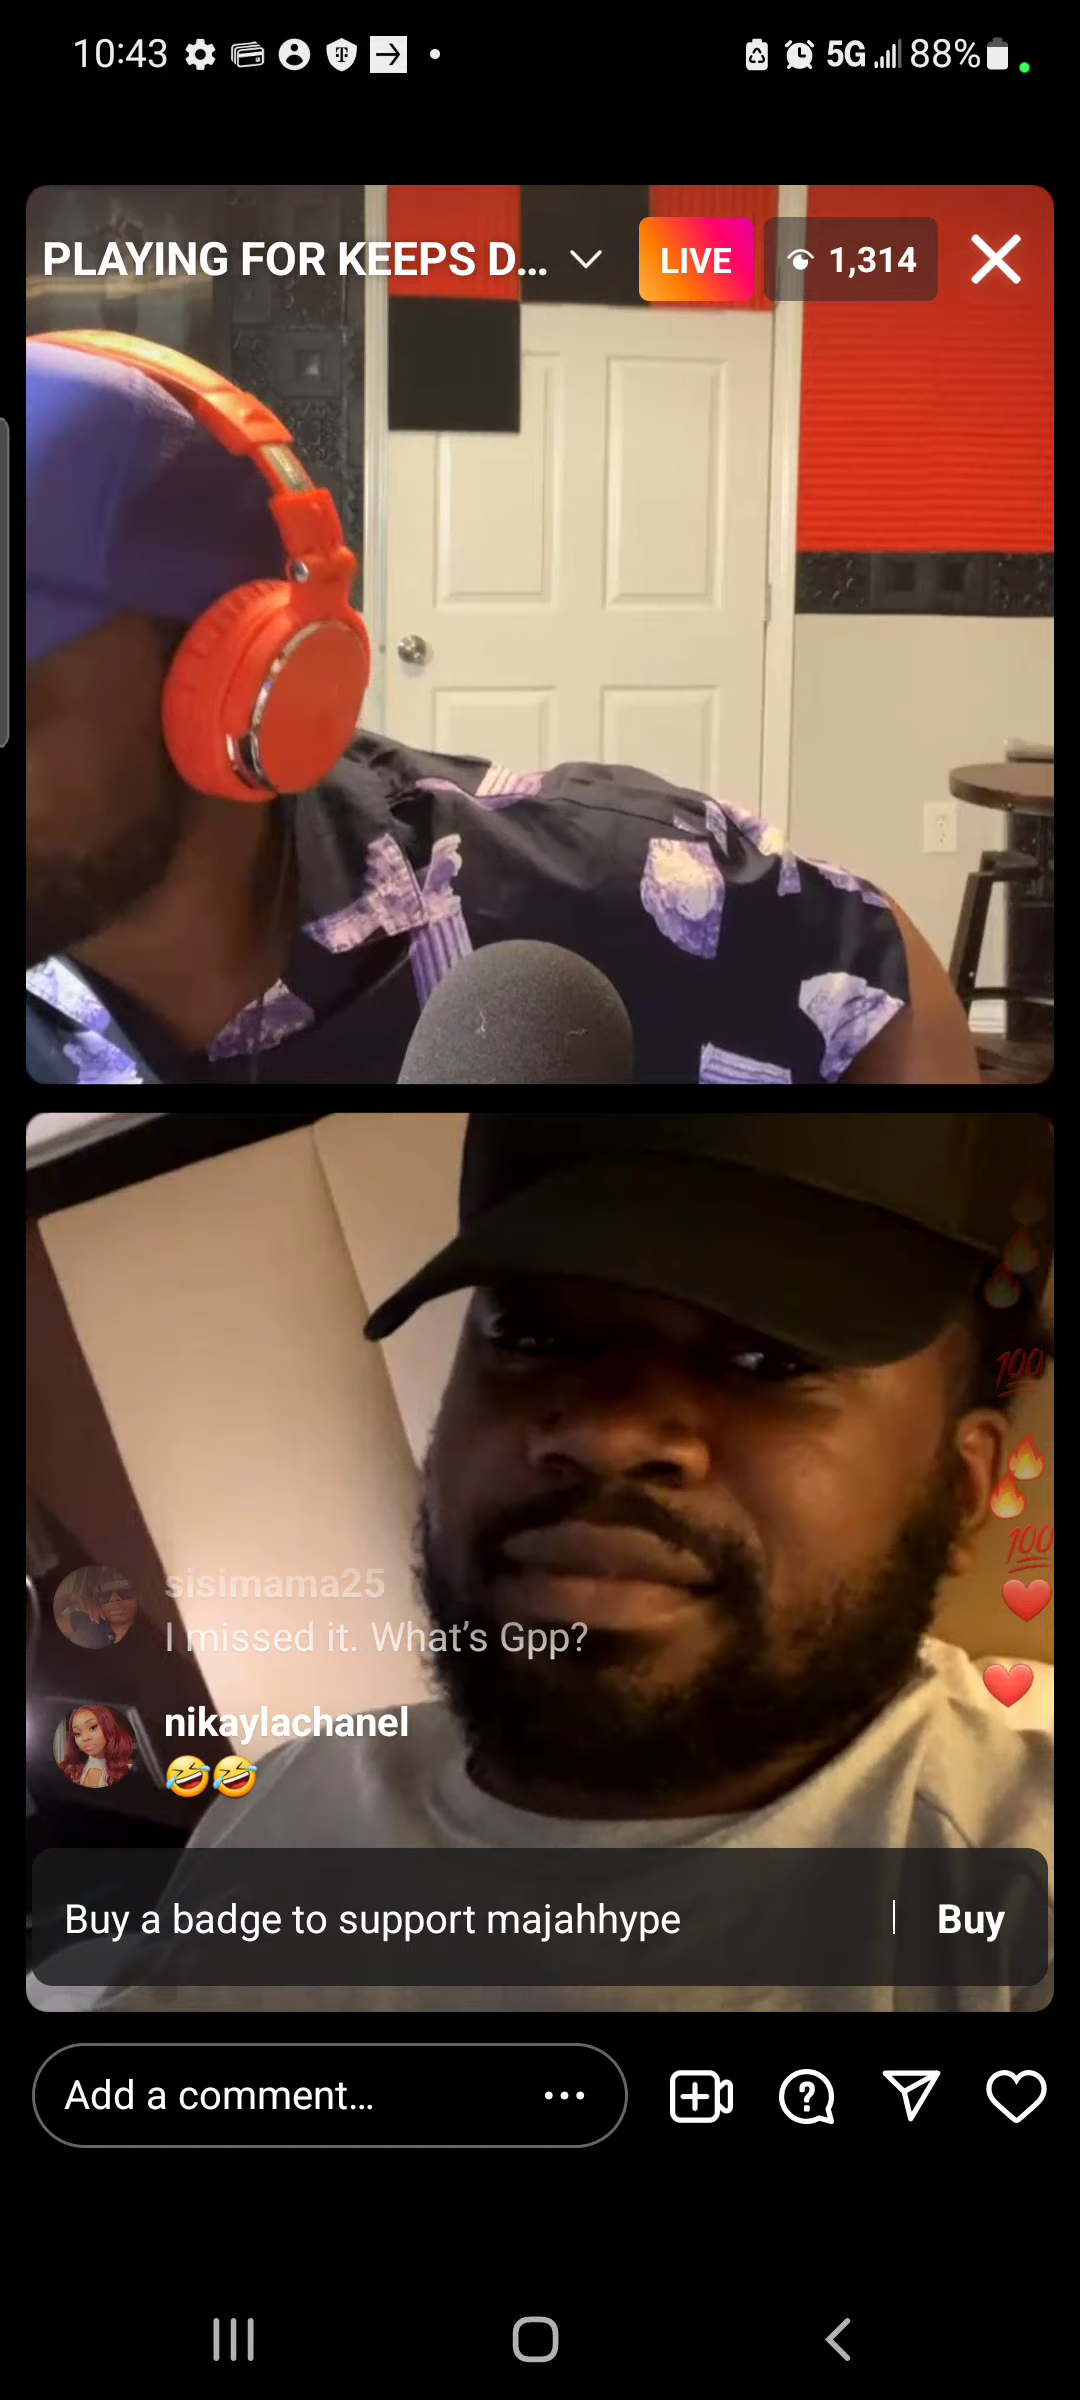 10:43 5G 88%
PLAYING FOR KEEPS D... LIVE 1,314
sisimama25
I missed it. What’s Gpp?
nikaylachanel
🤣🤣
Buy a badge to support majahhype Buy
Add a comment...